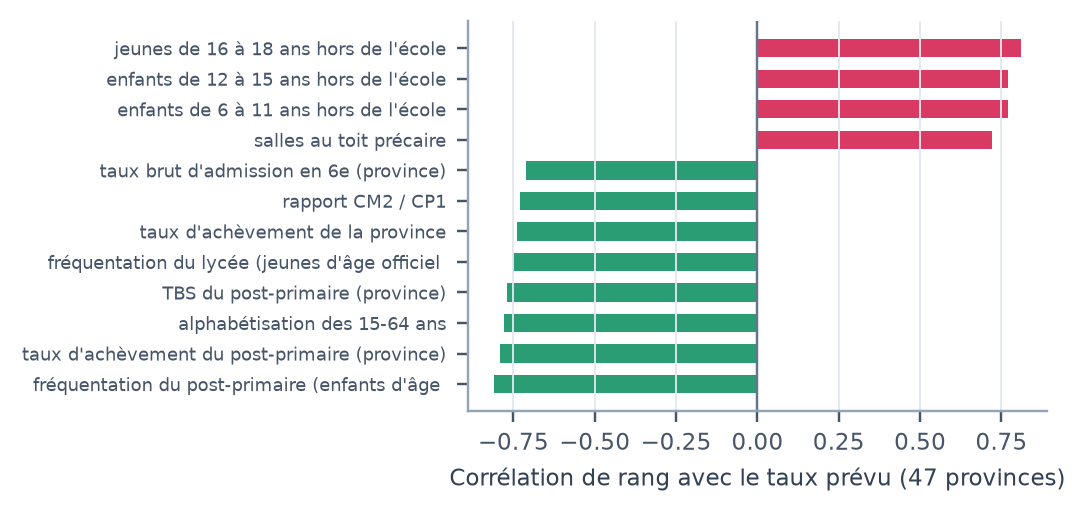 jeunes de 16 à 18 ans hors de l'école
enfants de 12 à 15 ans hors de l'école
enfants de 6 à 11 ans hors de l'école
salles au toit précaire
taux brut d'admission en 6e (province)
rapport CM2 / CP1
taux d'achèvement de la province
fréquentation du lycée (jeunes d'âge officiel
TBS du post-primaire (province)
alphabétisation des 15-64 ans
taux d'achèvement du post-primaire (province)
fréquentation du post-primaire (enfants d'âge
−0.75 −0.50 −0.25 0.00 0.25 0.50 0.75
Corrélation de rang avec le taux prévu (47 provinces)